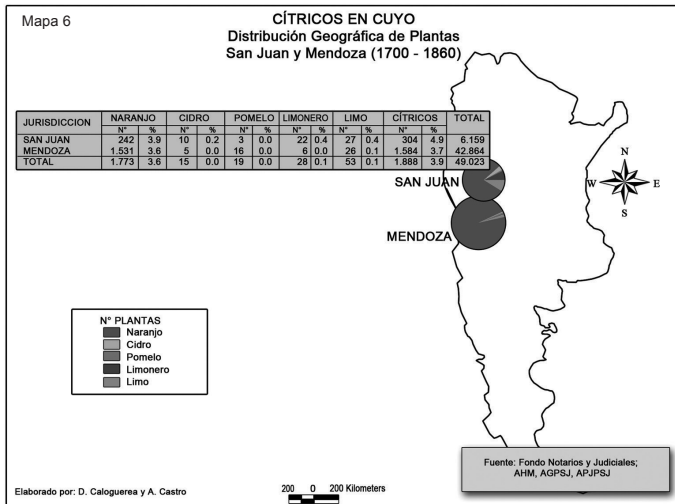 Mapa 6
CÍTRICOS EN CUYO
Distribución Geográfica de Plantas
San Juan y Mendoza (1700 - 1860)
JURISDICCION NARANJO CIDRO POMELO LIMONERO LIMO CÍTRICOS TOTAL
N° % N° % N° % N° % N° % N° %
SAN JUAN 242 3.9 10 0.2 3 0.0 22 0.4 27 0.4 304 4.9 6.159
MENDOZA 1.531 3.6 5 0.0 16 0.0 6 0.0 26 0.1 1.584 3.7 42.864
TOTAL 1.773 3.6 15 0.0 19 0.0 28 0.1 53 0.1 1.888 3.9 49.023
SAN JUAN
MENDOZA
N
W E
S
N° PLANTAS
Naranjo
Cidro
Pomelo
Limonero
Limo
Fuente: Fondo Notarios y Judiciales;
AHM, AGPSJ, APJPSJ
Elaborado por: D. Caloguerea y A. Castro
200 0 200 Kilometers